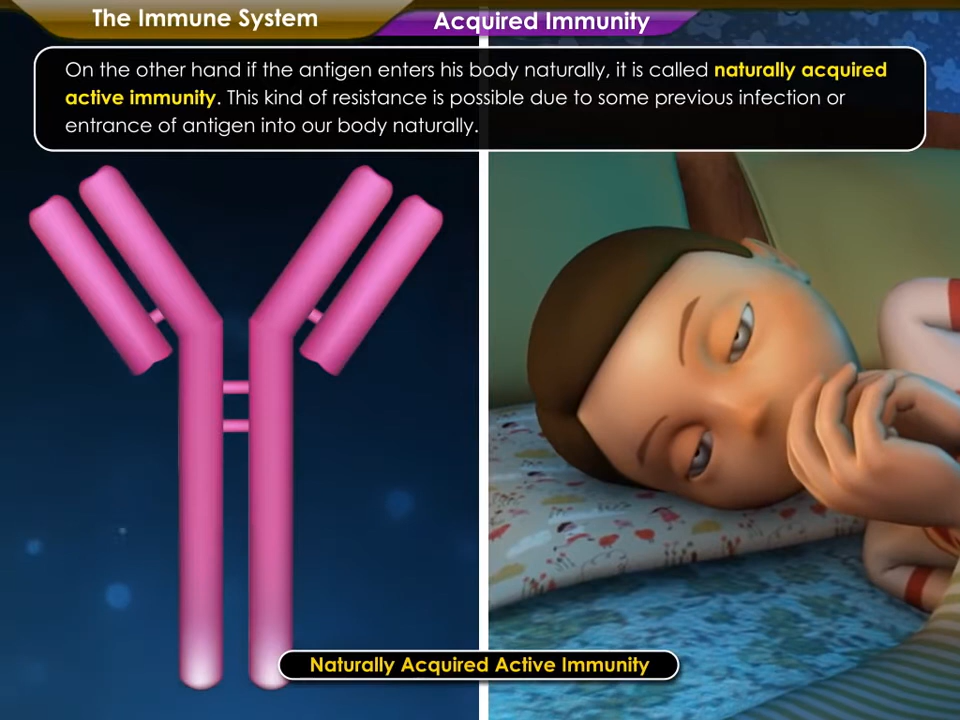 The Immune System
Acquired Immunity
On the other hand if the antigen enters his body naturally, it is called naturally acquired
active immunity. This kind of resistance is possible due to some previous infection or
entrance of antigen into our body naturally.
Naturally Acquired Active Immunity